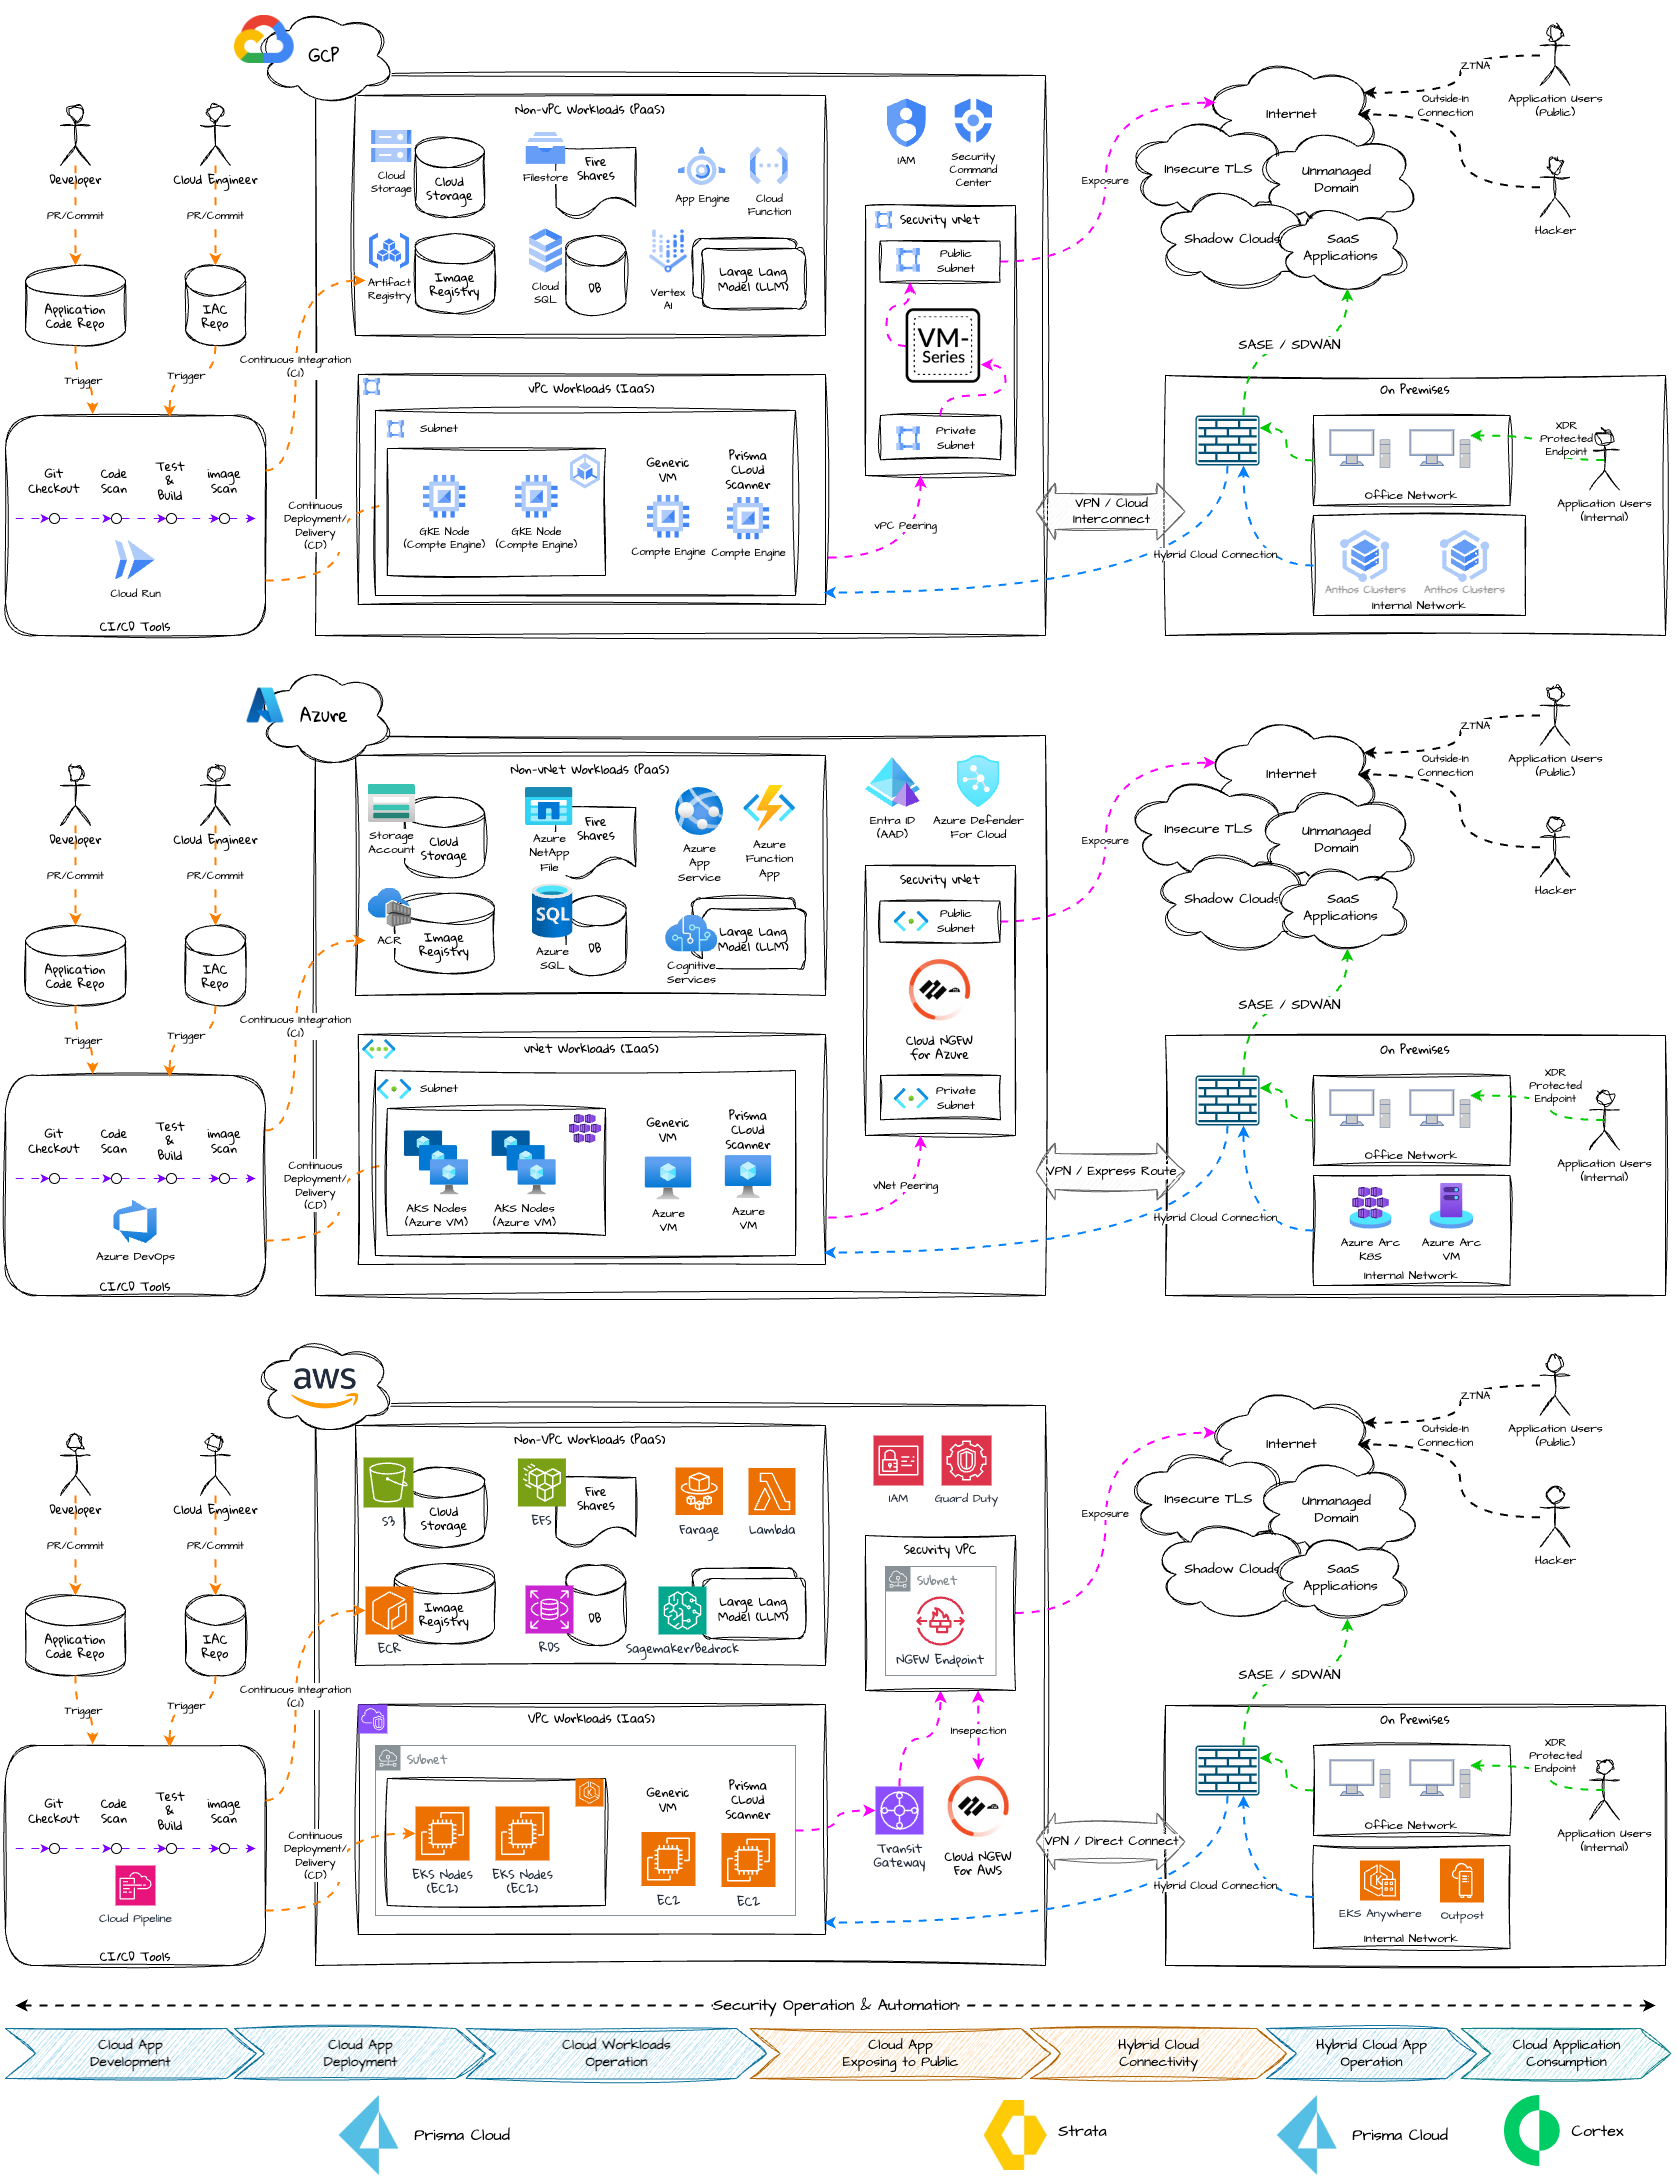 GCP
Non-vPC Workloads (PaaS)
Cloud
Storage
Cloud
Storage
Filestore
Fire
Shares
App Engine
Cloud
Function
Artifact
Registry
Image
Registry
Cloud
SQL
DB
Vertex
AI
Large Lang
Model (LLM)
IAM
Security
Command
Center
Security vNet
Public
Subnet
VM-
Series
Private
Subnet
vPC Peering
Exposure
Developer
Cloud Engineer
PR/Commit
PR/Commit
Application
Code Repo
IAC
Repo
Trigger
Trigger
Continuous Integration
(CI)
Git
Checkout
Code
Scan
Test
&
Build
image
Scan
Cloud Run
CI/CD Tools
Continuous
Deployment/
Delivery
(CD)
vPC Workloads (IaaS)
Subnet
GKE Node
(Compte Engine)
GKE Node
(Compte Engine)
Generic
VM
Compte Engine
Prisma
CLoud
Scanner
Compte Engine
Internet
Insecure TLS
Unmanaged
Domain
Shadow Clouds
SaaS
Applications
ZTNA
Outside-In
Connection
Application Users
(Public)
Hacker
SASE / SDWAN
VPN / Cloud
interconnect
Hybrid Cloud Connection
On Premises
Office Network
XDR
Protected
Endpoint
Application Users
(Internal)
Anthos Clusters
Anthos Clusters
Internal Network
Azure
Non-vNet Workloads (PaaS)
Storage
Account
Cloud
Storage
Azure
NetApp
File
Fire
Shares
Azure
App
Service
Azure
Function
App
ACR
Image
Registry
SQL
Azure
SQL
DB
Cognitive
Services
Large Lang
Model (LLM)
Entra ID
(AAD)
Azure Defender
For Cloud
Security vNet
Public
Subnet
Cloud NGFW
for Azure
Private
Subnet
vNet Peering
Exposure
Developer
Cloud Engineer
PR/Commit
PR/Commit
Application
Code Repo
IAC
Repo
Trigger
Trigger
Continuous Integration
(CI)
Git
Checkout
Code
Scan
Test
&
Build
image
Scan
Azure DevOps
CI/CD Tools
Continuous
Deployment/
Delivery
(CD)
vNet Workloads (IaaS)
Subnet
AKS Nodes
(Azure VM)
AKS Nodes
(Azure VM)
Generic
VM
Azure
VM
Prisma
CLoud
Scanner
Azure
VM
Internet
Insecure TLS
Unmanaged
Domain
Shadow Clouds
SaaS
Applications
ZTNA
Outside-In
Connection
Application Users
(Public)
Hacker
SASE / SDWAN
VPN / Express Route
Hybrid Cloud Connection
On Premises
Office Network
XDR
Protected
Endpoint
Application Users
(Internal)
Azure Arc
K8S
Azure Arc
VM
Internal Network
aws
Non-VPC Workloads (PaaS)
S3
Cloud
Storage
EFS
Fire
Shares
Farage
Lambda
ECR
Image
Registry
RDS
DB
Sagemaker/Bedrock
Large Lang
Model (LLM)
IAM
Guard Duty
Security VPC
Subnet
NGFW Endpoint
Insepection
Transit
Gateway
Cloud NGFW
For AWS
Exposure
Developer
Cloud Engineer
PR/Commit
PR/Commit
Application
Code Repo
IAC
Repo
Trigger
Trigger
Continuous Integration
(CI)
Git
Checkout
Code
Scan
Test
&
Build
image
Scan
Cloud Pipeline
CI/CD Tools
Continuous
Deployment/
Delivery
(CD)
VPC Workloads (IaaS)
Subnet
EKS Nodes
(EC2)
EKS Nodes
(EC2)
Generic
VM
EC2
Prisma
CLoud
Scanner
EC2
Internet
Insecure TLS
Unmanaged
Domain
Shadow Clouds
SaaS
Applications
ZTNA
Outside-In
Connection
Application Users
(Public)
Hacker
SASE / SDWAN
VPN / Direct Connect
Hybrid Cloud Connection
On Premises
Office Network
XDR
Protected
Endpoint
Application Users
(Internal)
EKS Anywhere
Outpost
Internal Network
Security Operation & Automation
Cloud App
Development
Cloud App
Deployment
Cloud Workloads
Operation
Cloud App
Exposing to Public
Hybrid Cloud
Connectivity
Hybrid Cloud App
Operation
Cloud Application
Consumption
Prisma Cloud
Strata
Prisma Cloud
Cortex